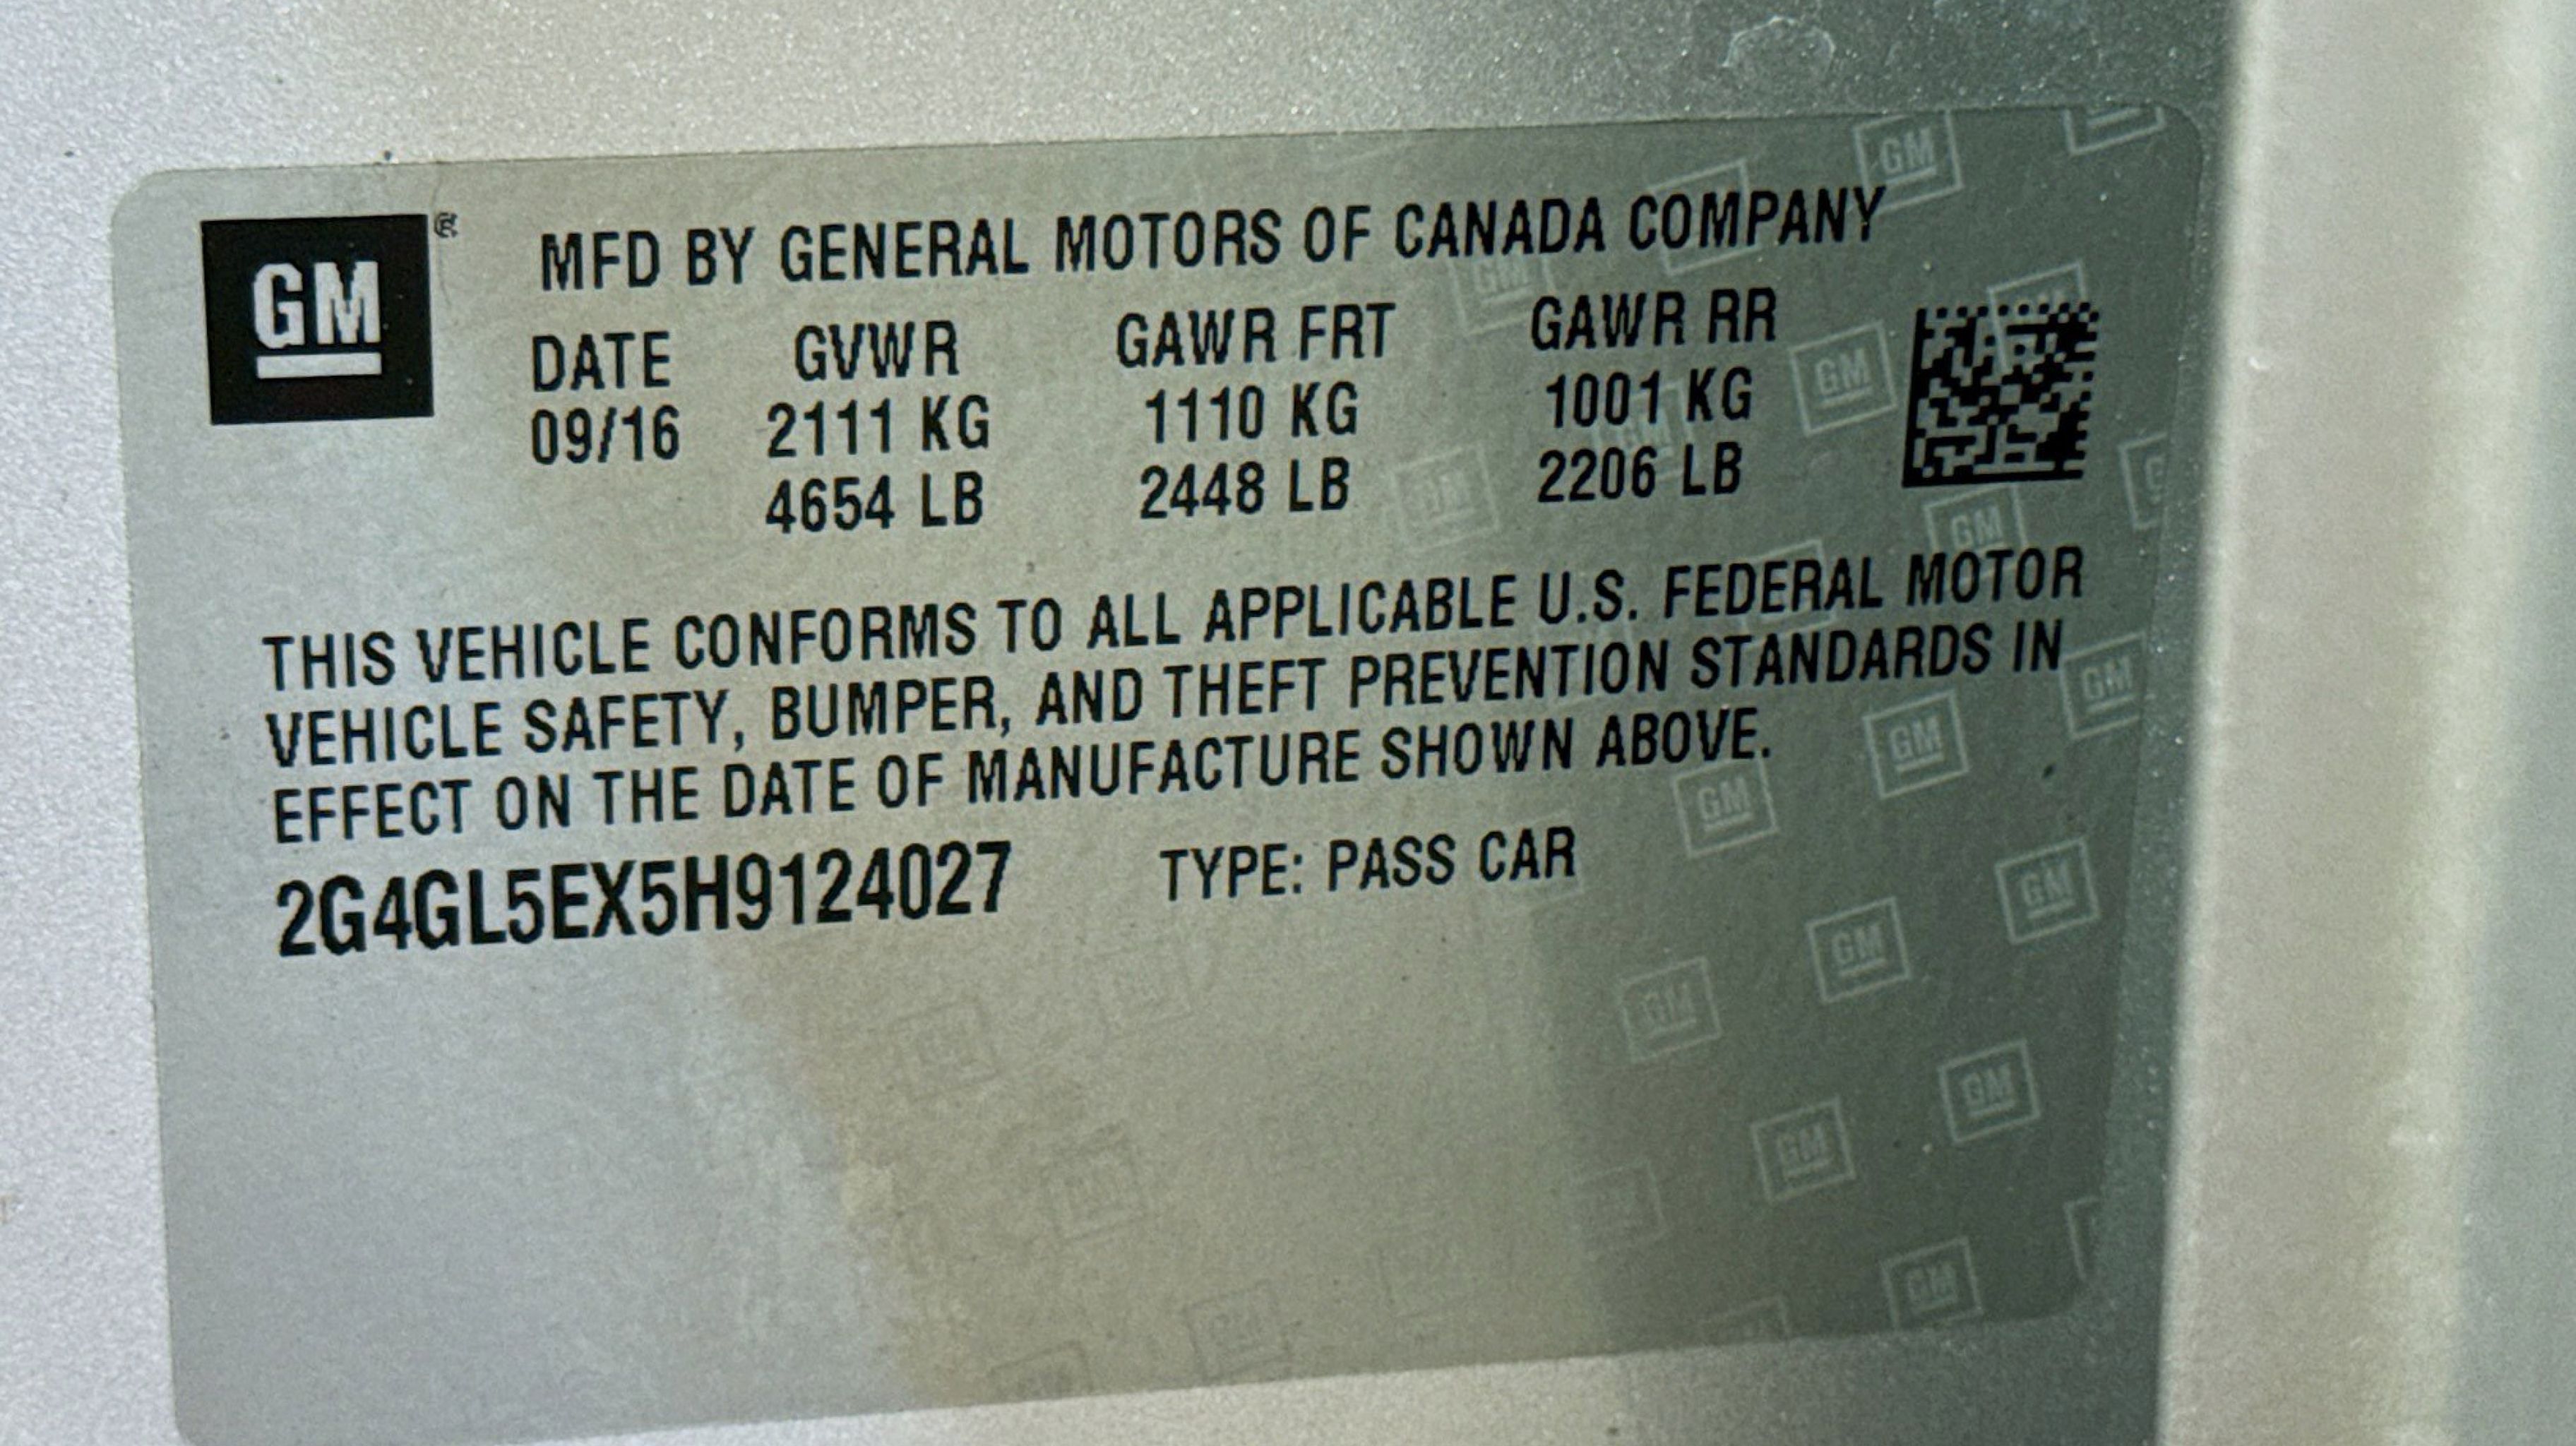 GM®
MFD BY GENERAL MOTORS OF CANADA COMPANY
DATE GVWR GAWR FRT GAWR RR
09/16 2111 KG 1110 KG 1001 KG
4654 LB 2448 LB 2206 LB
THIS VEHICLE CONFORMS TO ALL APPLICABLE U.S. FEDERAL MOTOR
VEHICLE SAFETY, BUMPER, AND THEFT PREVENTION STANDARDS IN
EFFECT ON THE DATE OF MANUFACTURE SHOWN ABOVE.
2G4GL5EX5H9124027 TYPE: PASS CAR